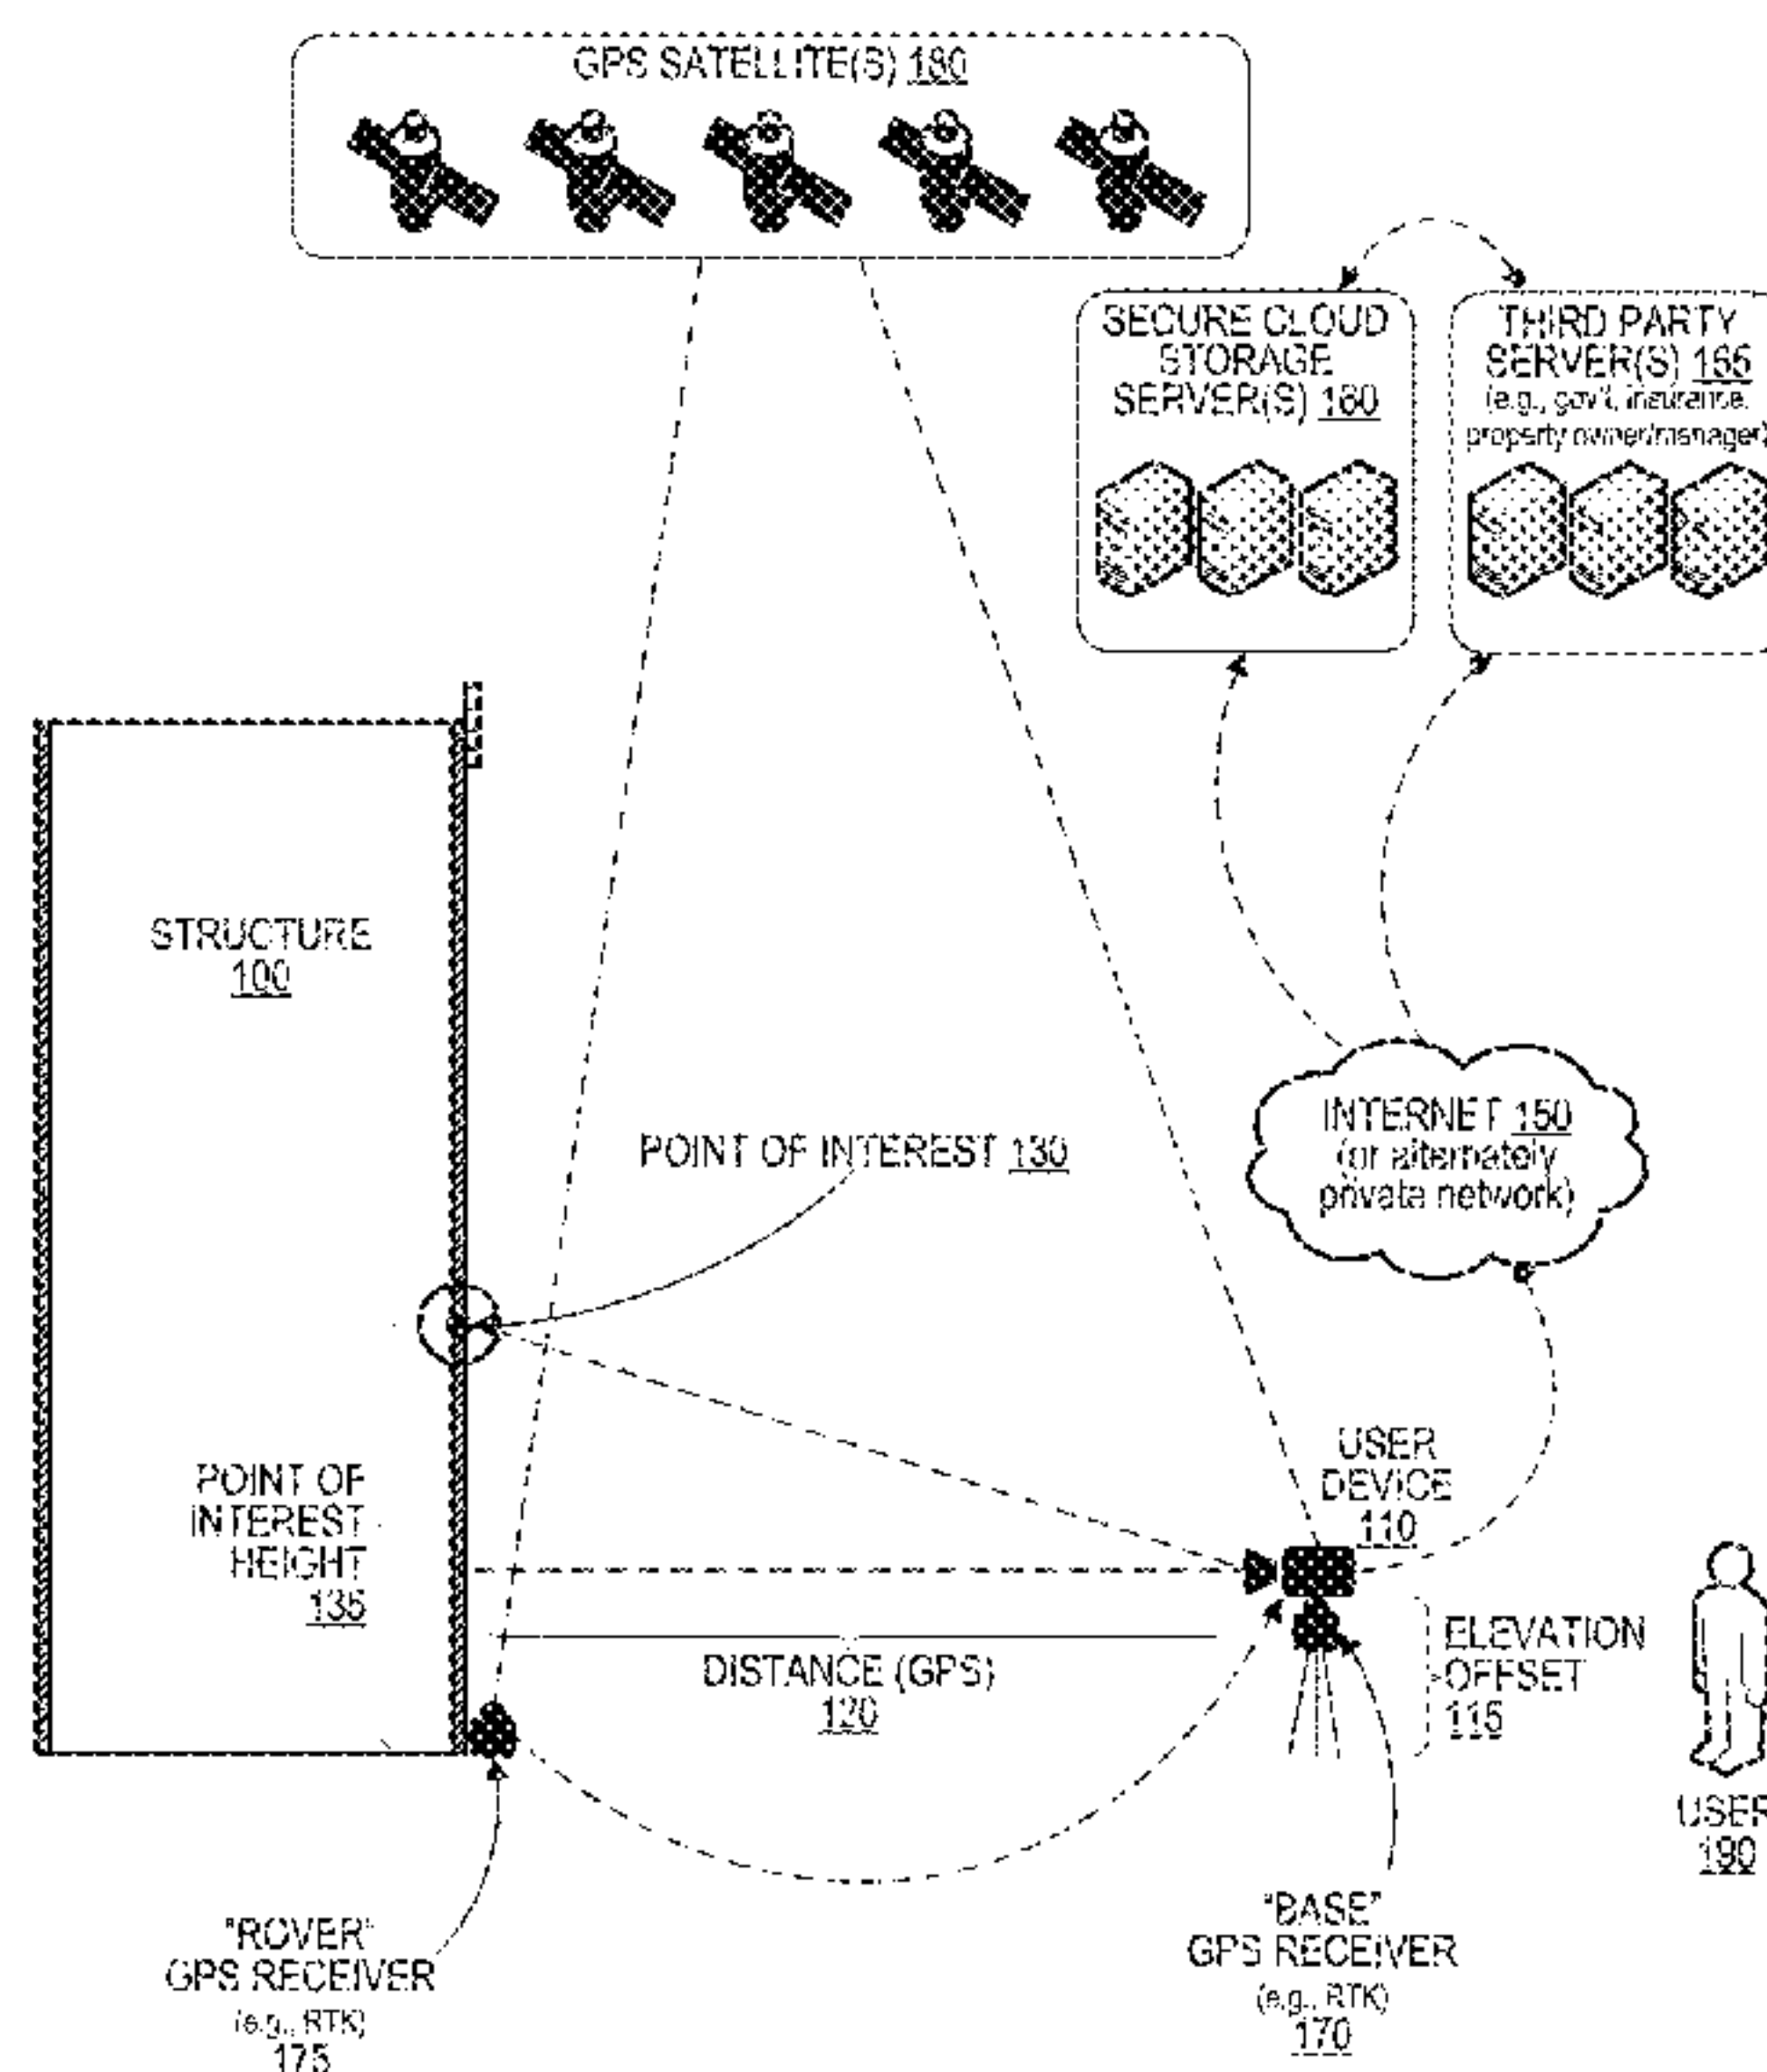 GPS SATELLITE(S) 180
SECURE CLOUD
STORAGE
SERVER(S) 160
THIRD PARTY
SERVER(S) 165
(e.g., gov't, insurance,
property owner/manager)
STRUCTURE
100
POINT OF INTEREST 130
INTERNET 150
(or alternately
private network)
USER
DEVICE
110
POINT OF
INTEREST
HEIGHT
135
ELEVATION
OFFSET
115
DISTANCE (GPS)
120
USER
190
"BASE"
GPS RECEIVER
(e.g., RTK)
170
"ROVER"
GPS RECEIVER
(e.g., RTK)
175